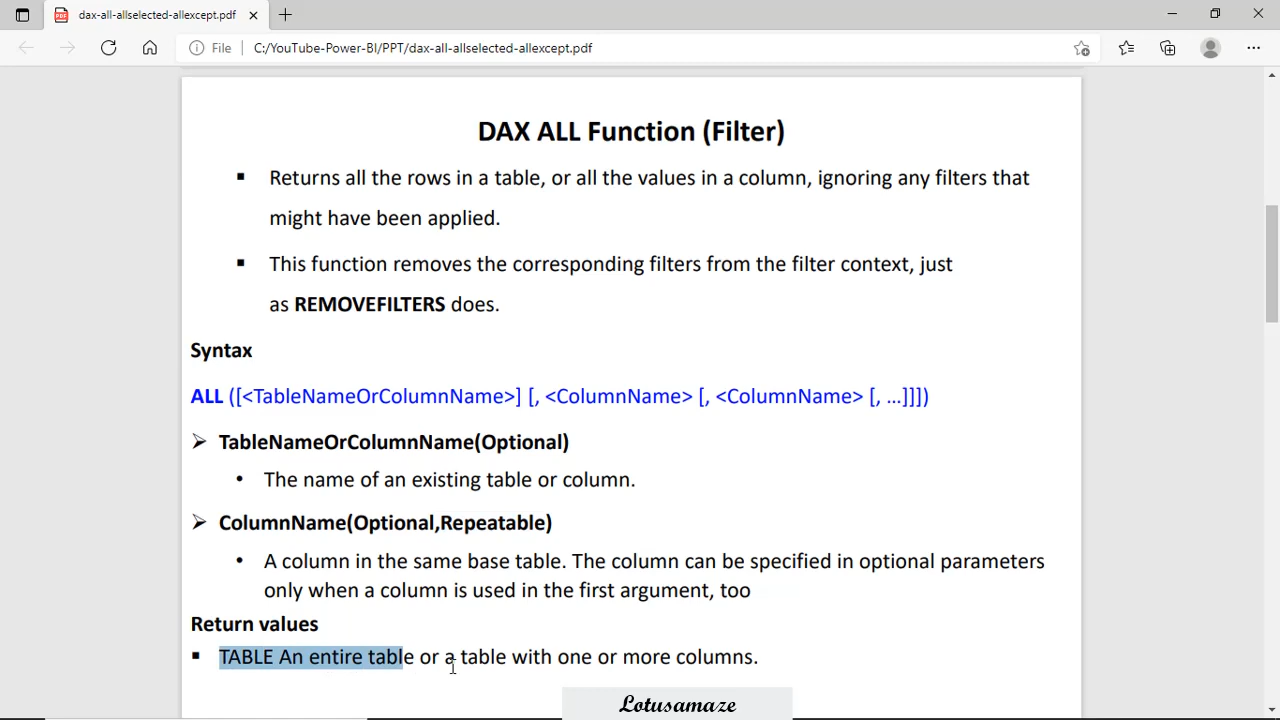 dax-all-allselected-allexcept.pdf
File C:/YouTube-Power-BI/PPT/dax-all-allselected-allexcept.pdf
DAX ALL Function (Filter)
▪ Returns all the rows in a table, or all the values in a column, ignoring any filters that
might have been applied.
▪ This function removes the corresponding filters from the filter context, just
as REMOVEFILTERS does.
Syntax
ALL ([<TableNameOrColumnName>] [, <ColumnName> [, <ColumnName> [, …]]])
➢ TableNameOrColumnName(Optional)
• The name of an existing table or column.
➢ ColumnName(Optional,Repeatable)
• A column in the same base table. The column can be specified in optional parameters
only when a column is used in the first argument, too
Return values
▪ TABLE An entire table or a table with one or more columns.
Lotusamaze